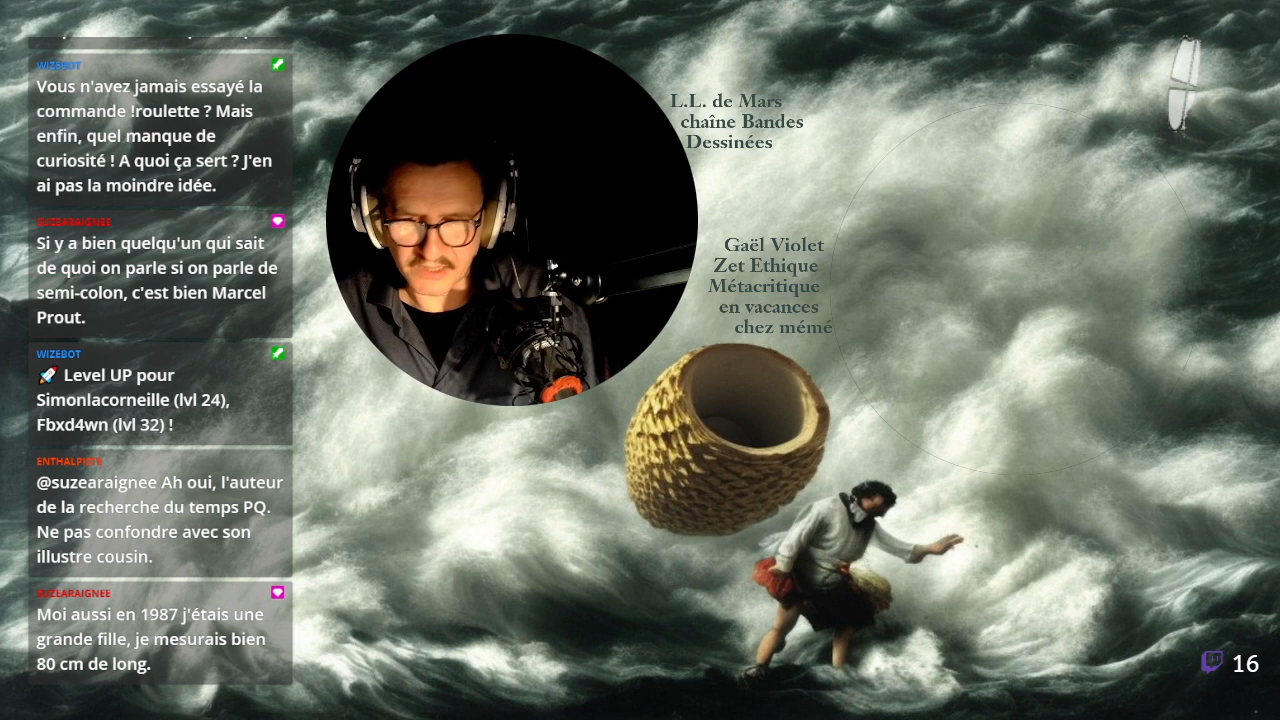 WIZEBOT
Vous n'avez jamais essayé la
commande !roulette ? Mais
enfin, quel manque de
curiosité ! A quoi ça sert ? J'en
ai pas la moindre idée.
SUZEARAIGNEE
Si y a bien quelqu'un qui sait
de quoi on parle si on parle de
semi-colon, c'est bien Marcel
Prout.
WIZEBOT
🚀 Level UP pour
Simonlacorneille (lvl 24),
Fbxd4wn (lvl 32) !
@suzearaignee Ah oui, l'auteur
de la recherche du temps PQ.
Ne pas confondre avec son
illustre cousin.
SUZEARAIGNEE
Moi aussi en 1987 j'étais une
grande fille, je mesurais bien
80 cm de long.
L.L. de Mars
chaîne Bandes
Dessinées
Gaël Violet
Zet Ethique
Métacritique
en vacances
chez mémé
16